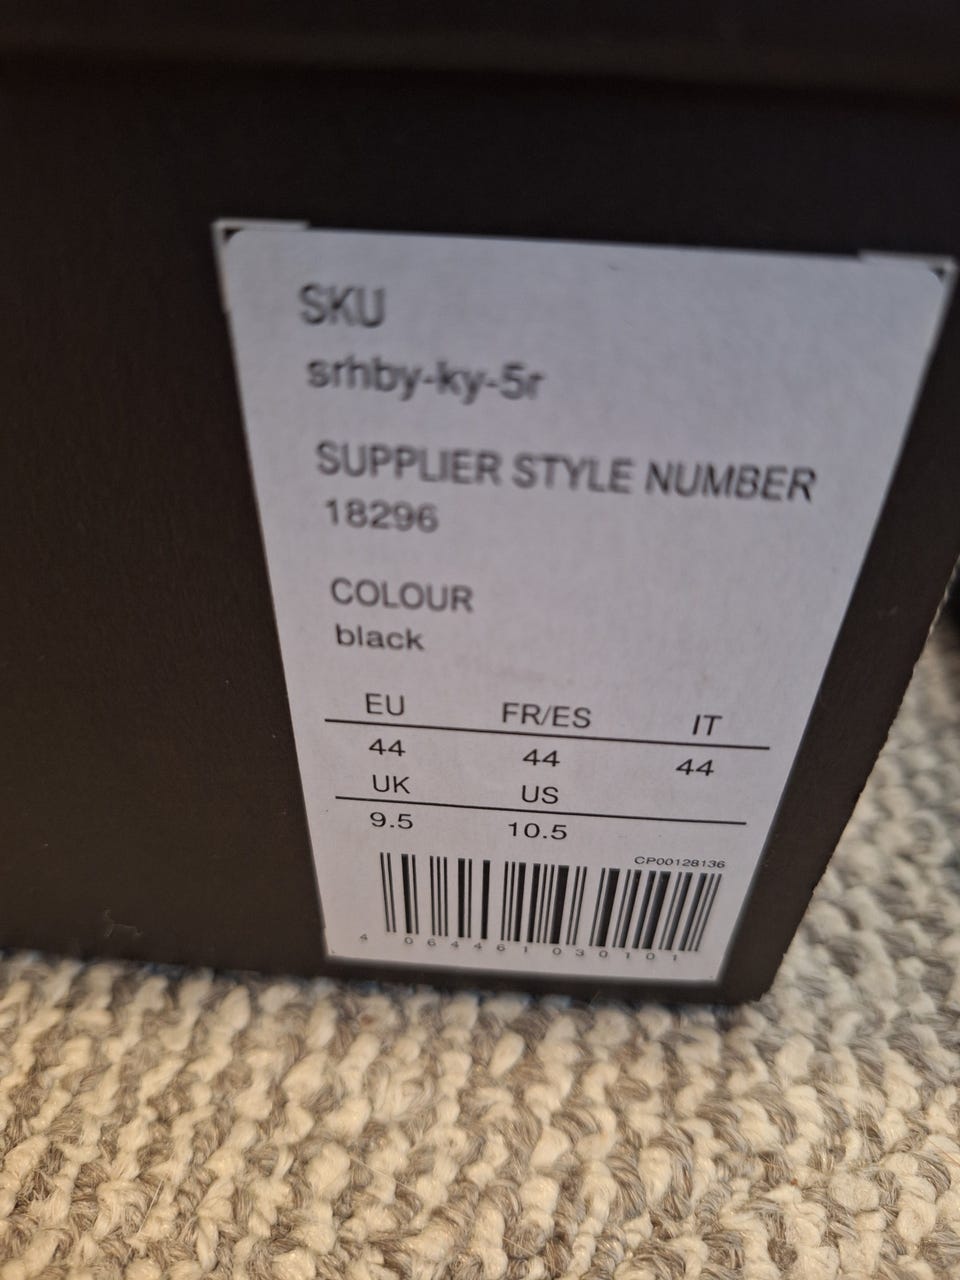 SKU
srhby-ky-5r
SUPPLIER STYLE NUMBER
18296
COLOUR
black
EU FR/ES IT
44 44 44
UK US
9.5 10.5
CP00128136
4 064461 030101